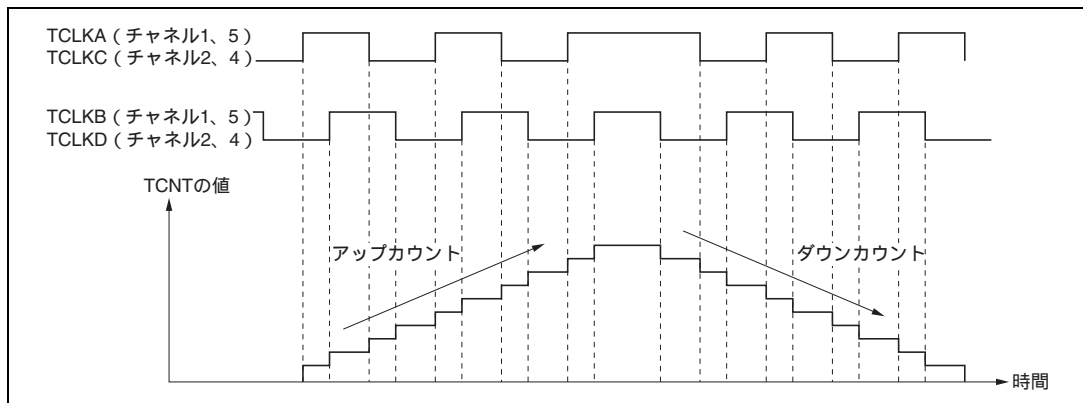 TCLKA（チャネル1、5）
TCLKC（チャネル2、4）
TCLKB（チャネル1、5）
TCLKD（チャネル2、4）
TCNTの値
アップカウント
ダウンカウント
時間